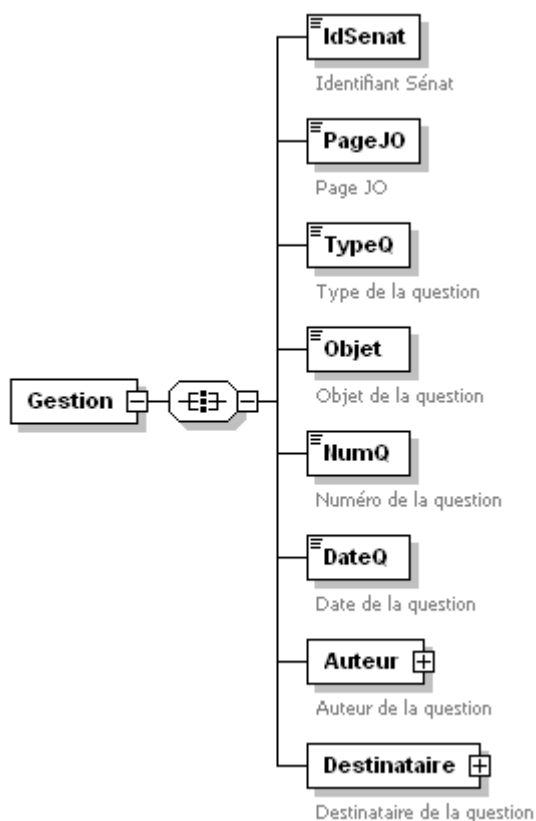 IdSenat
Identifiant Sénat
PageJO
Page JO
TypeQ
Type de la question
Objet
Objet de la question
Gestion
NumQ
Numéro de la question
DateQ
Date de la question
Auteur
Auteur de la question
Destinataire
Destinataire de la question